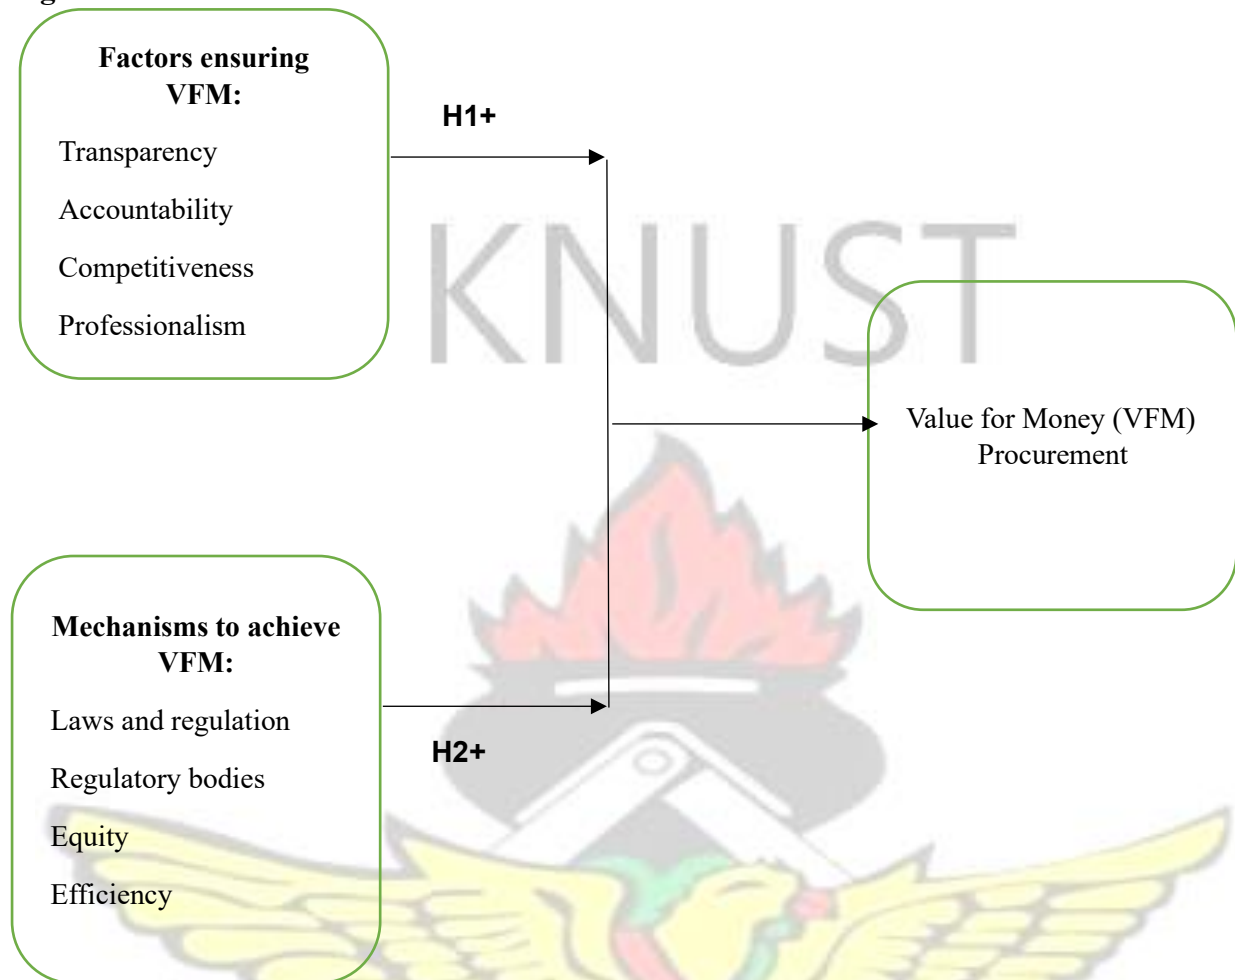 Factors ensuring
VFM:
Transparency
Accountability
Competitiveness
Professionalism
H1+
KNUST
Value for Money (VFM)
Procurement
Mechanisms to achieve
VFM:
Laws and regulation
Regulatory bodies
Equity
Efficiency
H2+